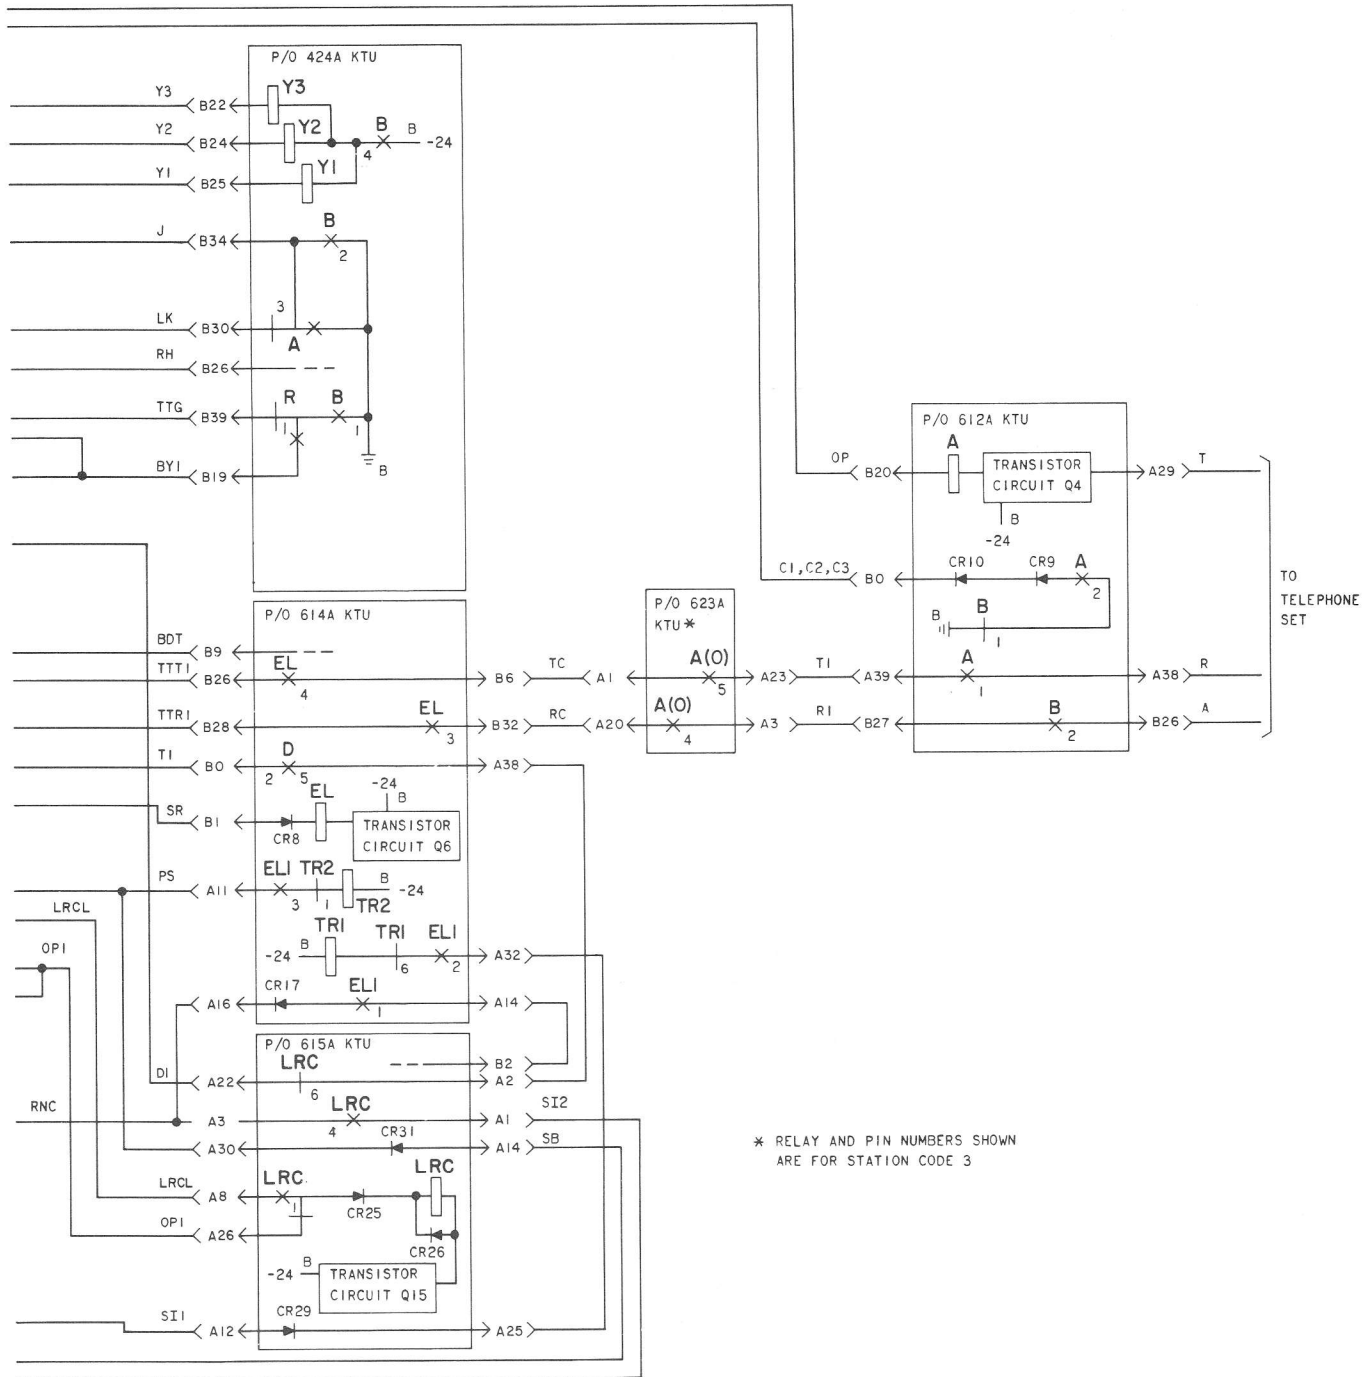 P/O 424A KTU
Y3 B22 Y3
Y2 B24 Y2 B 4 B -24
Y1 B25 Y1
J B34 B 2
LK B30 3 A
RH B26
TTG B39 R 1 B 1
BY1 B19 B
P/O 612A KTU
OP B20 A TRANSISTOR CIRCUIT Q4 A29 T
B -24
C1,C2,C3 B0 CR10 CR9 A 2
B B 1
TO TELEPHONE SET
P/O 623A
KTU *
P/O 614A KTU
BDT B9
TTT1 B26 EL 4 B6 TC A1 A(O) 5 A23 T1 A39 A 1 A38 R
TTR1 B28 EL 3 B32 RC A20 A(O) 4 A3 R1 B27 B 2 B26 A
T1 B0 2 D 5 A38
-24 B
SR B1 CR8 EL TRANSISTOR CIRCUIT Q6
PS A11 EL1 3 TR2 1 TR2 B -24
LRCL
OP1
-24 B TR1 TR1 6 EL1 2 A32
A16 CR17 EL1 1 A14
P/O 615A KTU
B2
D1 A22 LRC 6 A2
RNC A3 LRC 4 A1 SI2
A30 CR31 A14 SB
LRCL A8 LRC 1 CR25 LRC
OP1 A26 CR26
-24 B TRANSISTOR CIRCUIT Q15
SI1 A12 CR29 A25
* RELAY AND PIN NUMBERS SHOWN
ARE FOR STATION CODE 3